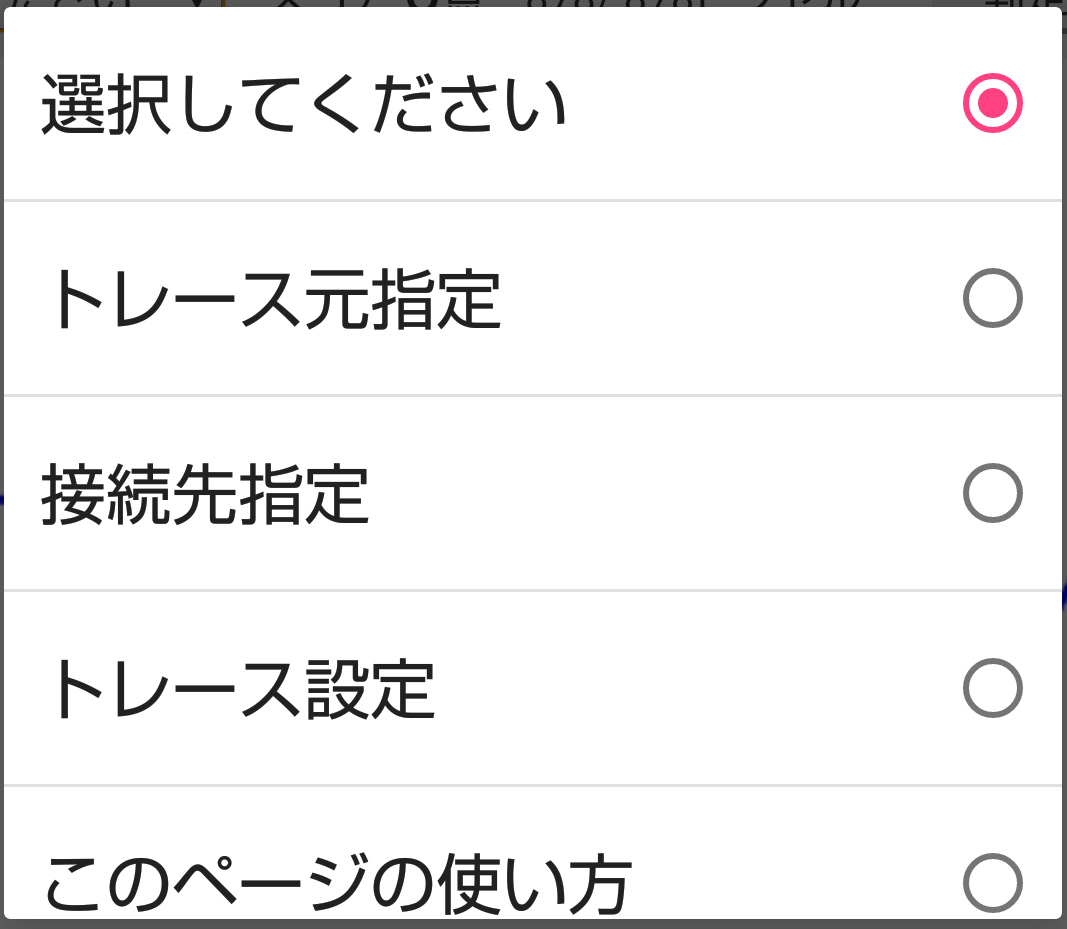 選択してください
トレース元指定
接続先指定
トレース設定
このページの使い方